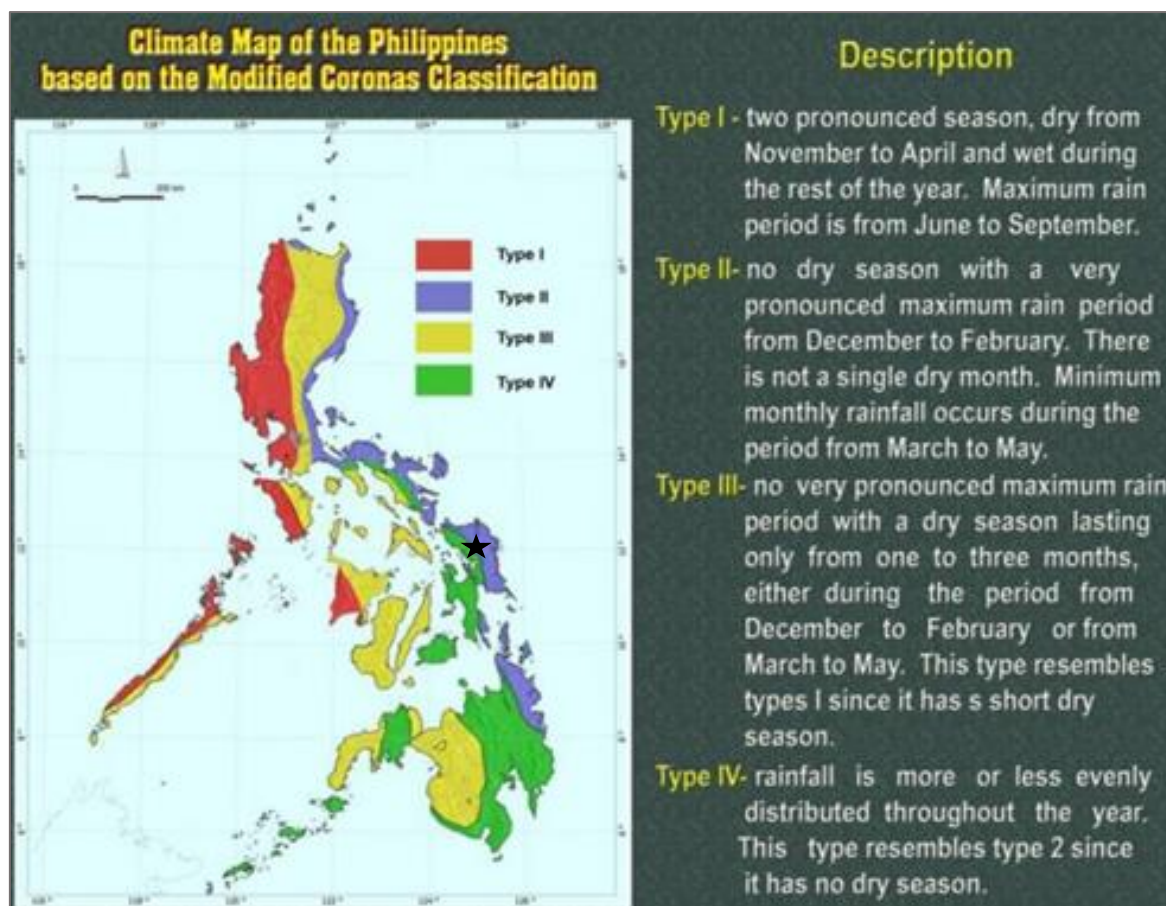 Climate Map of the Philippines
based on the Modified Coronas Classification
Type I
Type II
Type III
Type IV
Description
Type I - two pronounced season, dry from
November to April and wet during
the rest of the year. Maximum rain
period is from June to September.
Type II- no dry season with a very
pronounced maximum rain period
from December to February. There
is not a single dry month. Minimum
monthly rainfall occurs during the
period from March to May.
Type III- no very pronounced maximum rain
period with a dry season lasting
only from one to three months,
either during the period from
December to February or from
March to May. This type resembles
types I since it has s short dry
season.
Type IV- rainfall is more or less evenly
distributed throughout the year.
This type resembles type 2 since
it has no dry season.